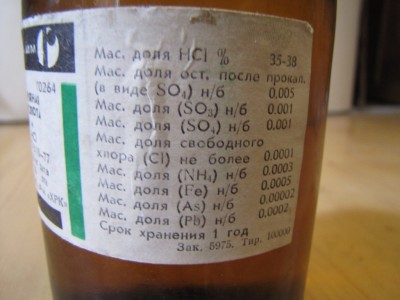 Мас. доля HCl % 35-38
Мас. доля ост. после прокал.
(в виде SO₄) н/б 0.005
Мас. доля (SO₃) н/б 0.001
Мас. доля (SO₄) н/б 0.001
Мас. доля свободного
хлора (Cl) не более 0.0001
Мас. доля (NH₄) н/б 0.0003
Мас. доля (Fe) н/б 0.0005
Мас. доля (As) н/б 0.00002
Мас. доля (Pb) н/б 0.0002
Срок хранения 1 год
Зак. 5975. Тир. 100000
10264
-77